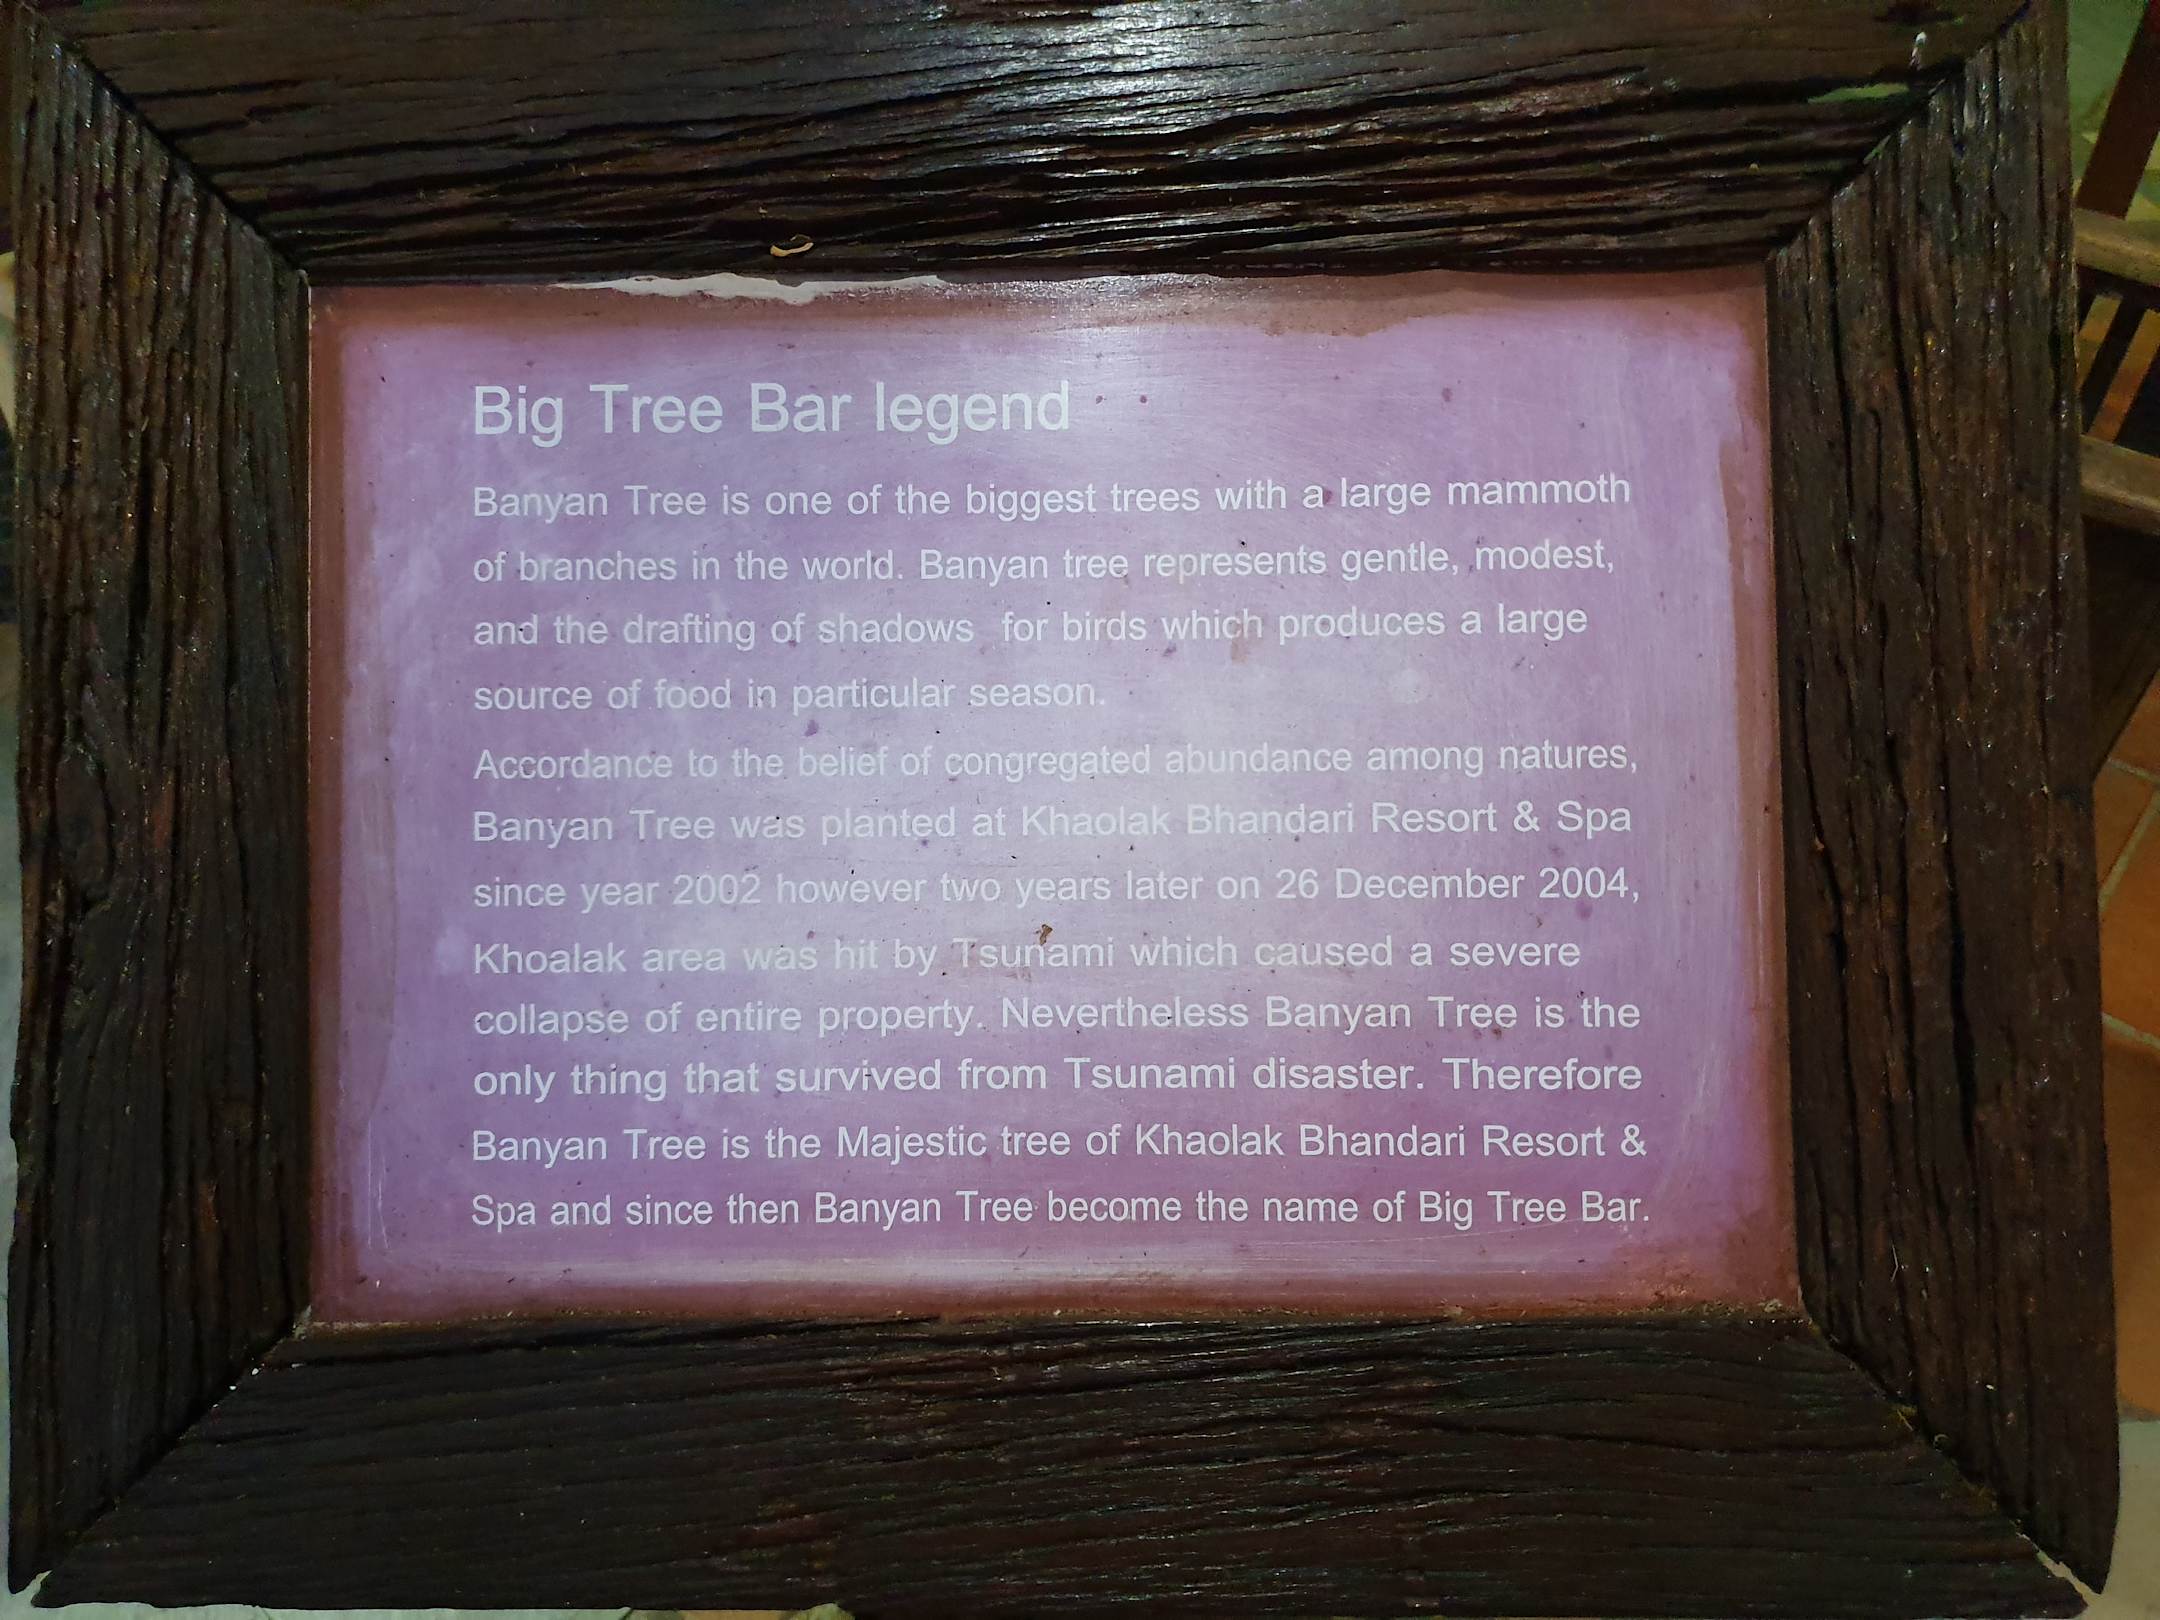 Big Tree Bar legend
Banyan Tree is one of the biggest trees with a large mammoth
of branches in the world. Banyan tree represents gentle, modest,
and the drafting of shadows for birds which produces a large
source of food in particular season.
Accordance to the belief of congregated abundance among natures,
Banyan Tree was planted at Khaolak Bhandari Resort & Spa
since year 2002 however two years later on 26 December 2004,
Khoalak area was hit by Tsunami which caused a severe
collapse of entire property. Nevertheless Banyan Tree is the
only thing that survived from Tsunami disaster. Therefore
Banyan Tree is the Majestic tree of Khaolak Bhandari Resort &
Spa and since then Banyan Tree become the name of Big Tree Bar.